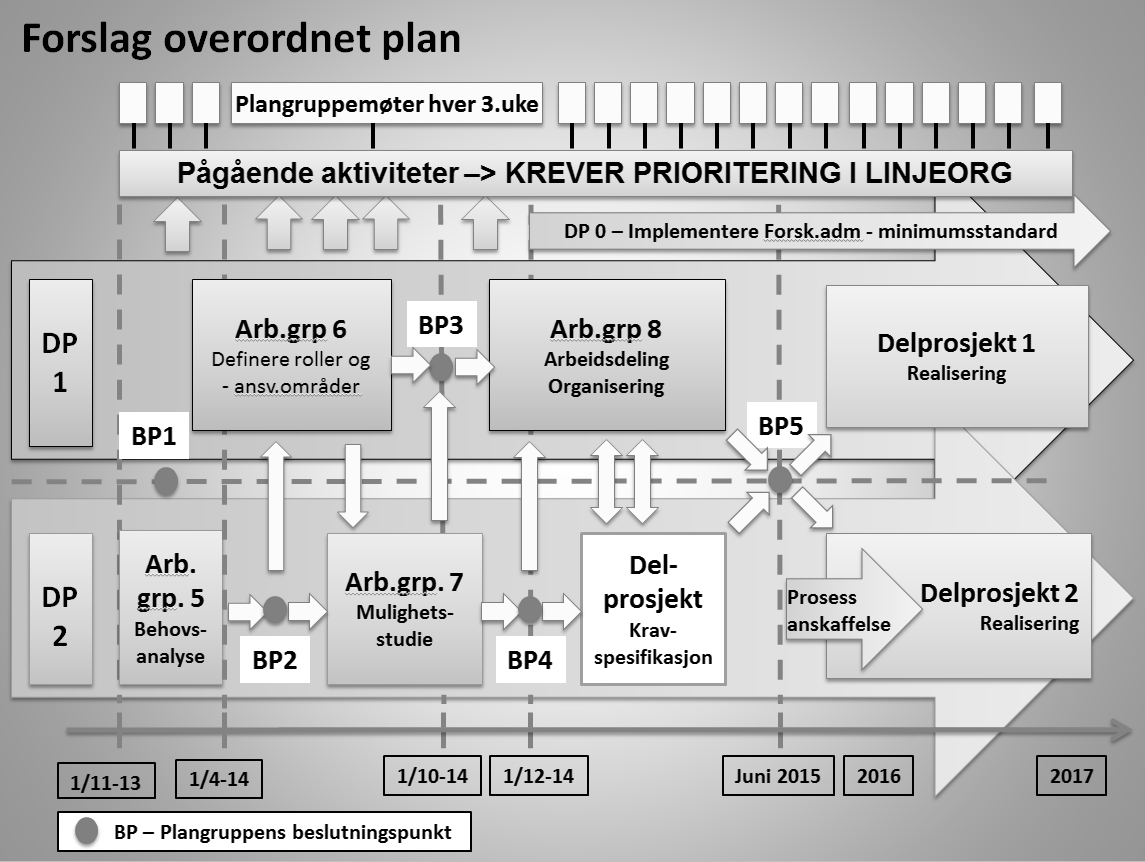 Forslag overordnet plan
Plangruppemøter hver 3.uke
Pågående aktiviteter –> KREVER PRIORITERING I LINJEORG
DP 0 – Implementere Forsk.adm - minimumsstandard
DP
1
Arb.grp 6
Definere roller og
- ansv.områder
BP3
Arb.grp 8
Arbeidsdeling
Organisering
Delprosjekt 1
Realisering
BP1
BP5
DP
2
Arb.
grp. 5
Behovs-
analyse
BP2
Arb.grp. 7
Mulighets-
studie
BP4
Del-
prosjekt
Krav-
spesifikasjon
Prosess
anskaffelse
Delprosjekt 2
Realisering
1/11-13
1/4-14
1/10-14
1/12-14
Juni 2015
2016
2017
BP – Plangruppens beslutningspunkt